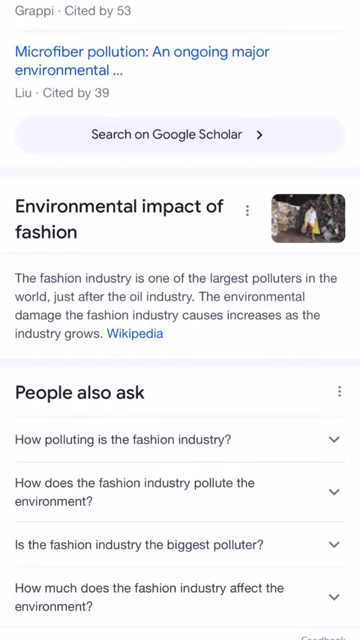 Grappi · Cited by 53
Microfiber pollution: An ongoing major
environmental ...
Liu · Cited by 39
Search on Google Scholar
Environmental impact of
fashion
The fashion industry is one of the largest polluters in the
world, just after the oil industry. The environmental
damage the fashion industry causes increases as the
industry grows. Wikipedia
People also ask
How polluting is the fashion industry?
How does the fashion industry pollute the
environment?
Is the fashion industry the biggest polluter?
How much does the fashion industry affect the
environment?
Feedback